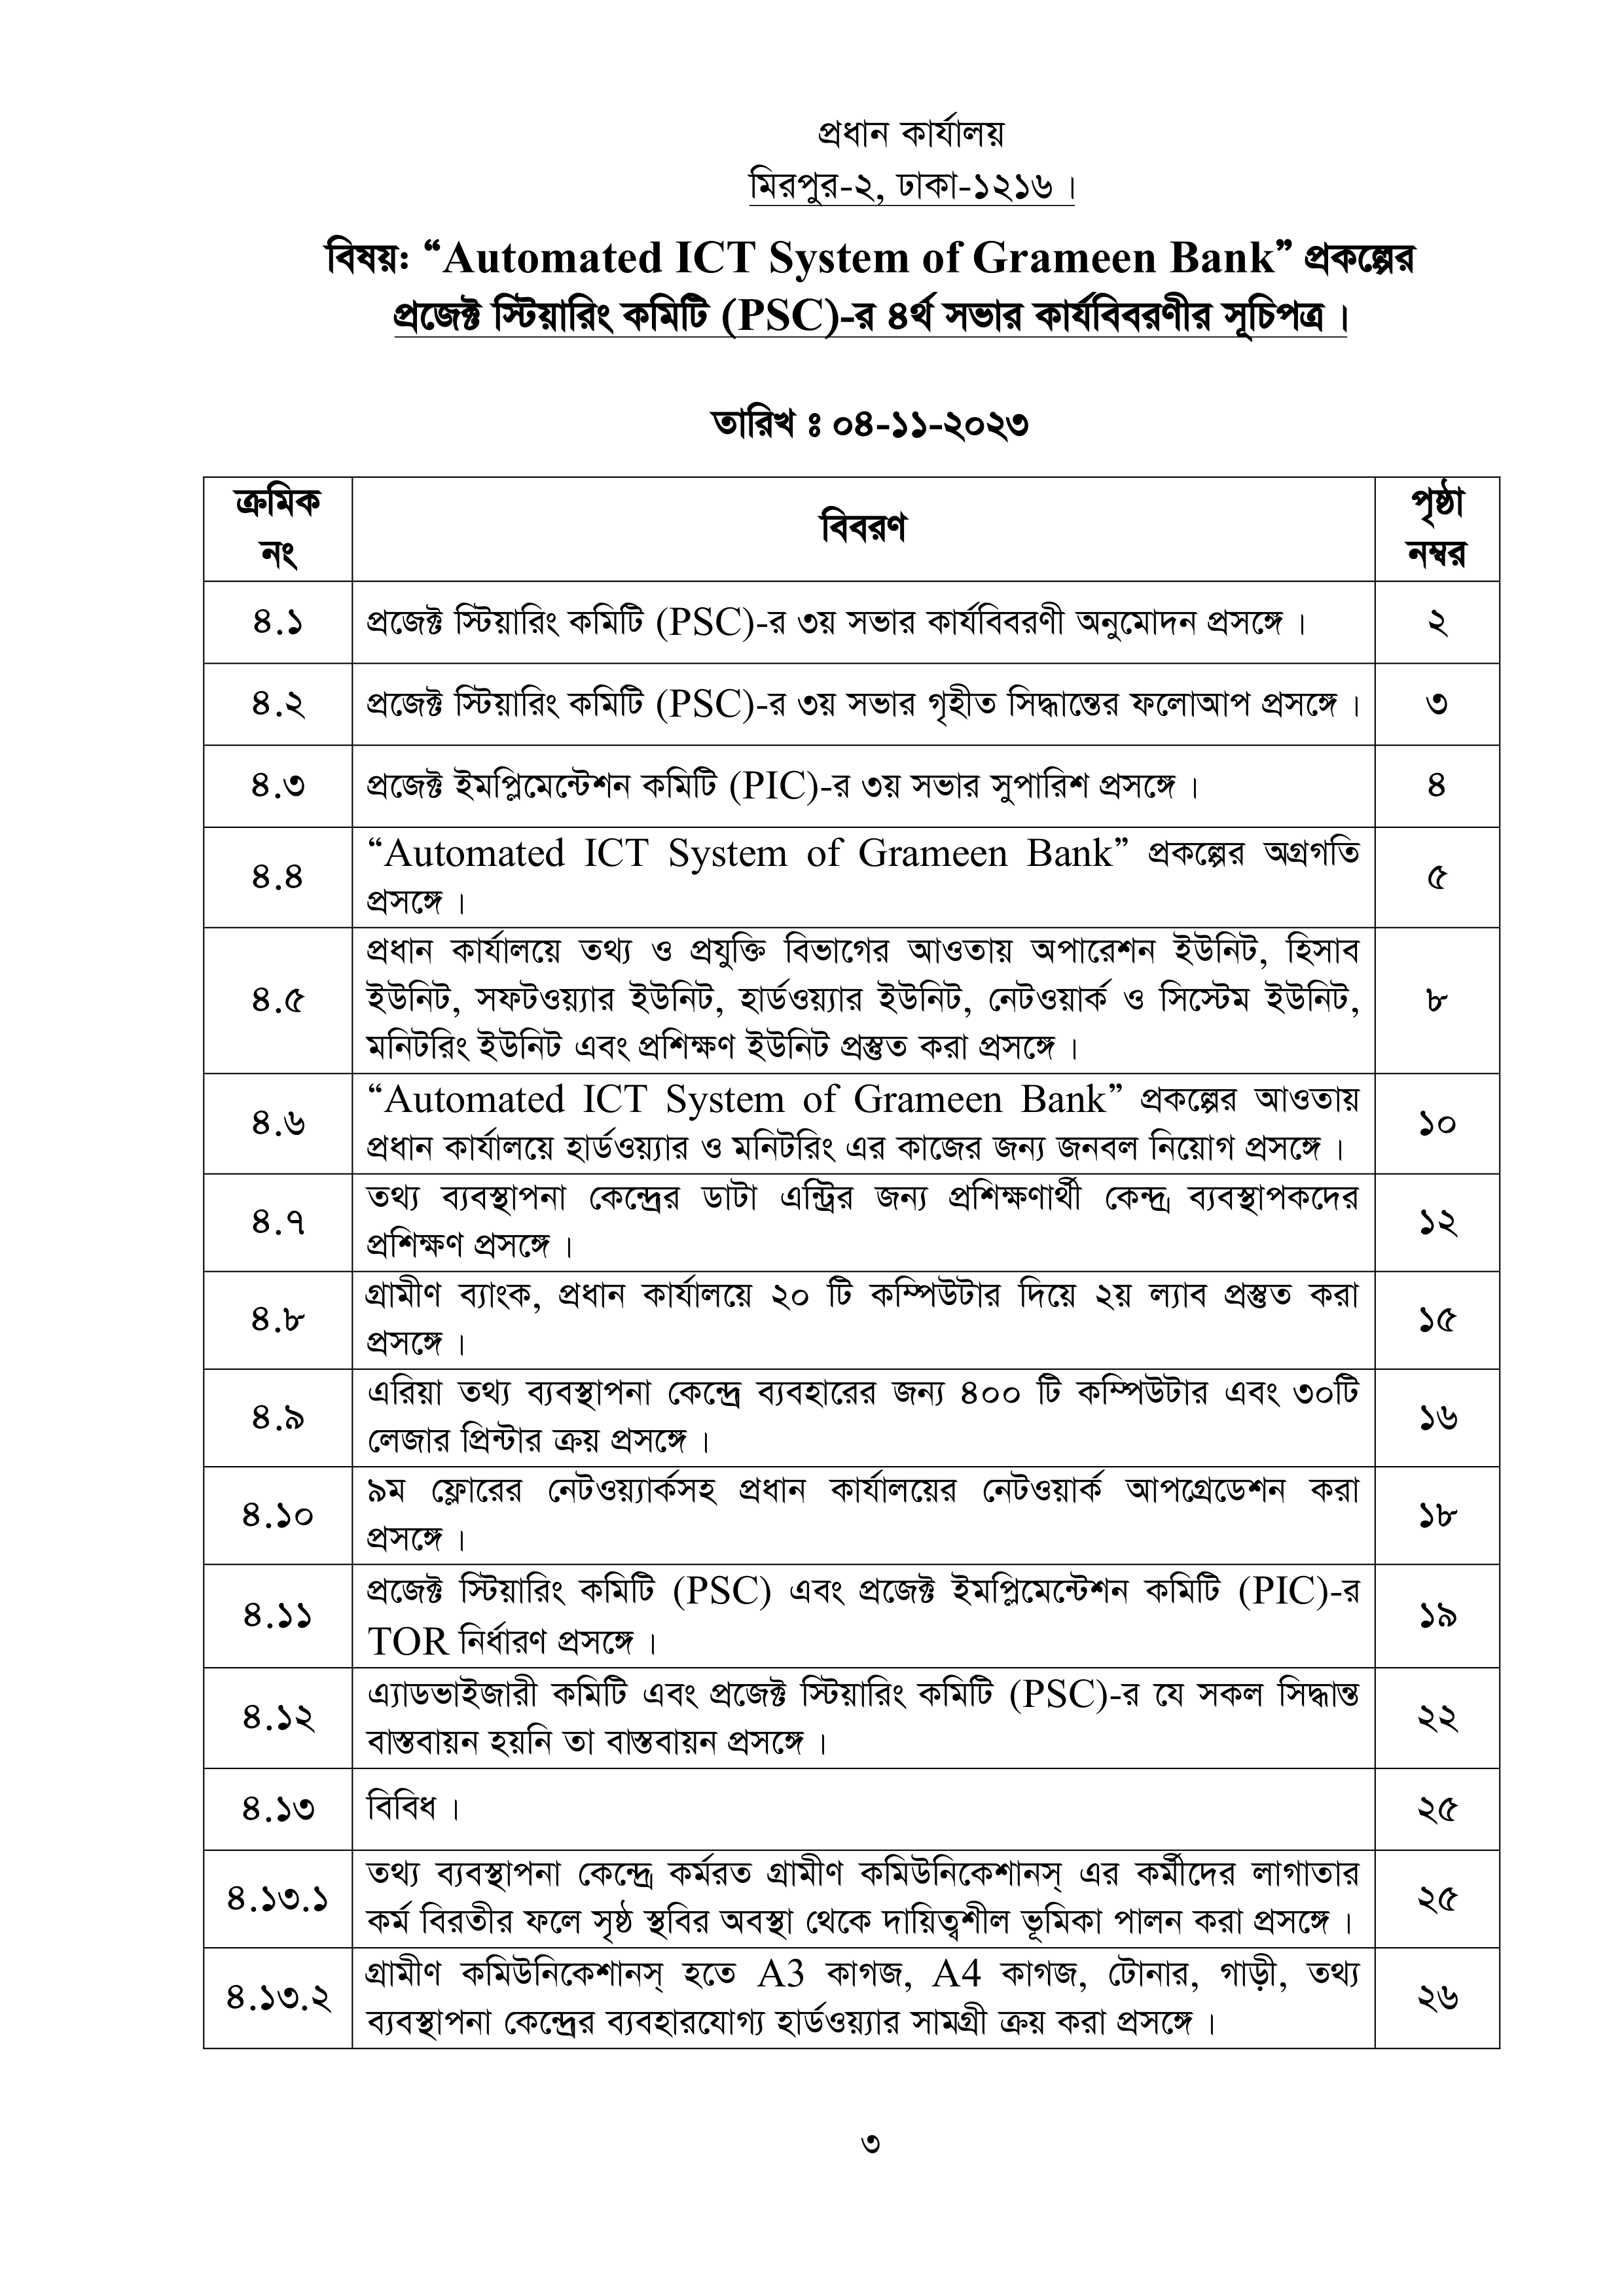 প্রধান কার্যালয়
মিরপুর-২, ঢাকা-১২১৬।
বিষয়ঃ “Automated ICT System of Grameen Bank” প্রকল্পের
প্রজেক্ট স্টিয়ারিং কমিটি (PSC)-র ৪র্থ সভার কার্যবিবরণীর সূচিপত্র।
তারিখ ঃ ০৪-১১-২০২৩
ক্রমিক
নং
বিবরণ
পৃষ্ঠা
নম্বর
৪.১
প্রজেক্ট স্টিয়ারিং কমিটি (PSC)-র ৩য় সভার কার্যবিবরণী অনুমোদন প্রসঙ্গে।
২
৪.২
প্রজেক্ট স্টিয়ারিং কমিটি (PSC)-র ৩য় সভার গৃহীত সিদ্ধান্তের ফলোআপ প্রসঙ্গে।
৩
৪.৩
প্রজেক্ট ইমপ্লিমেন্টেশন কমিটি (PIC)-র ৩য় সভার সুপারিশ প্রসঙ্গে।
৪
৪.৪
“Automated ICT System of Grameen Bank” প্রকল্পের অগ্রগতি
প্রসঙ্গে।
৫
৪.৫
প্রধান কার্যালয়ে তথ্য ও প্রযুক্তি বিভাগের আওতায় অপারেশন ইউনিট, হিসাব
ইউনিট, সফটওয়্যার ইউনিট, হার্ডওয়্যার ইউনিট, নেটওয়ার্ক ও সিস্টেম ইউনিট,
মনিটরিং ইউনিট এবং প্রশিক্ষণ ইউনিট প্রস্তুত করা প্রসঙ্গে।
৮
৪.৬
“Automated ICT System of Grameen Bank” প্রকল্পের আওতায়
প্রধান কার্যালয়ে হার্ডওয়্যার ও মনিটরিং এর কাজের জন্য জনবল নিয়োগ প্রসঙ্গে।
১০
৪.৭
তথ্য ব্যবস্থাপনা কেন্দ্রের ডাটা এন্ট্রির জন্য প্রশিক্ষণার্থী কেন্দ্র ব্যবস্থাপকদের
প্রশিক্ষণ প্রসঙ্গে।
১২
৪.৮
গ্রামীণ ব্যাংক, প্রধান কার্যালয়ে ২০ টি কম্পিউটার দিয়ে ২য় ল্যাব প্রস্তুত করা
প্রসঙ্গে।
১৫
৪.৯
এরিয়া তথ্য ব্যবস্থাপনা কেন্দ্রে ব্যবহারের জন্য ৪০০ টি কম্পিউটার এবং ৩০টি
লেজার প্রিন্টার ক্রয় প্রসঙ্গে।
১৬
৪.১০
৯ম ফ্লোরের নেটওয়্যার্কসহ প্রধান কার্যালয়ের নেটওয়ার্ক আপগ্রেডেশন করা
প্রসঙ্গে।
১৮
৪.১১
প্রজেক্ট স্টিয়ারিং কমিটি (PSC) এবং প্রজেক্ট ইমপ্লিমেন্টেশন কমিটি (PIC)-র
TOR নির্ধারণ প্রসঙ্গে।
১৯
৪.১২
এ্যাডভাইজারী কমিটি এবং প্রজেক্ট স্টিয়ারিং কমিটি (PSC)-র যে সকল সিদ্ধান্ত
বাস্তবায়ন হয়নি তা বাস্তবায়ন প্রসঙ্গে।
২২
৪.১৩
বিবিধ।
২৫
৪.১৩.১
তথ্য ব্যবস্থাপনা কেন্দ্রে কর্মরত গ্রামীণ কমিউনিকেশানস্ এর কর্মীদের লাগাতার
কর্ম বিরতীর ফলে সৃষ্ঠ স্থবির অবস্থা থেকে দায়িত্বশীল ভূমিকা পালন করা প্রসঙ্গে।
২৫
৪.১৩.২
গ্রামীণ কমিউনিকেশানস্ হতে A3 কাগজ, A4 কাগজ, টোনার, গাড়ী, তথ্য
ব্যবস্থাপনা কেন্দ্রের ব্যবহারযোগ্য হার্ডওয়্যার সামগ্রী ক্রয় করা প্রসঙ্গে।
২৬
৩